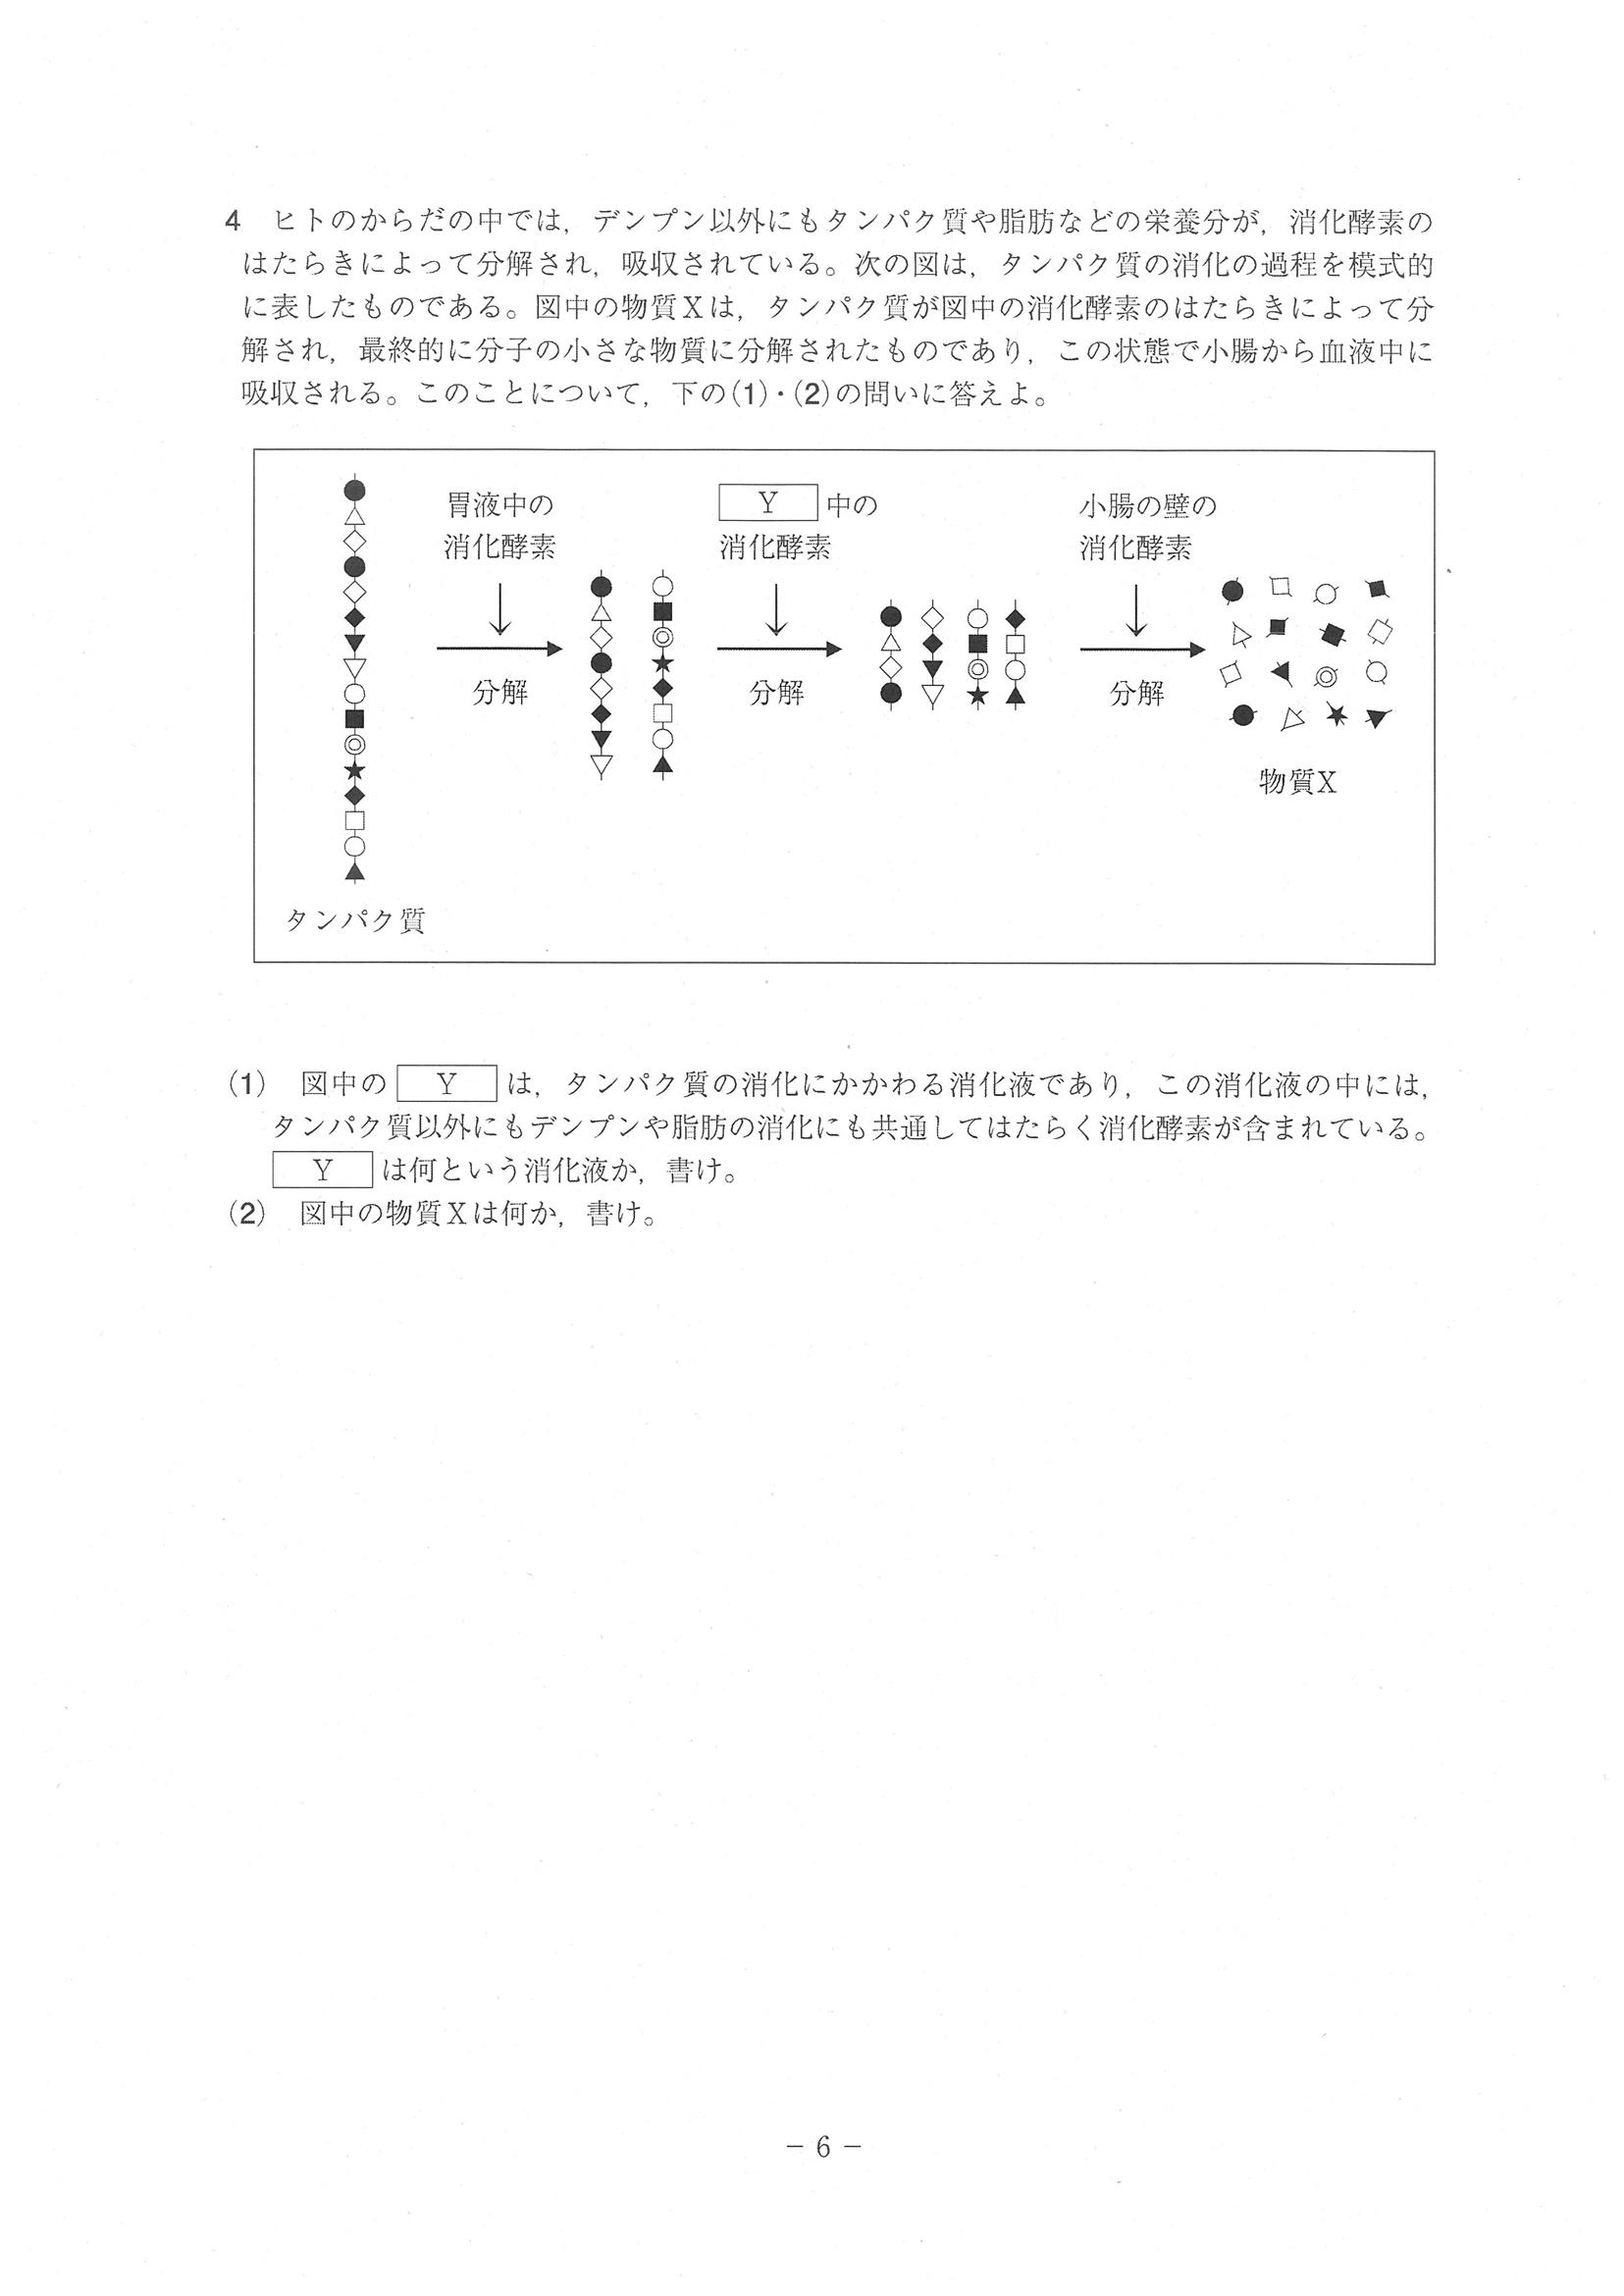 4　ヒトのからだの中では，デンプン以外にもタンパク質や脂肪などの栄養分が，消化酵素の
はたらきによって分解され，吸収されている。次の図は，タンパク質の消化の過程を模式的
に表したものである。図中の物質Xは，タンパク質が図中の消化酵素のはたらきによって分
解され，最終的に分子の小さな物質に分解されたものであり，この状態で小腸から血液中に
吸収される。このことについて，下の(1)・(2)の問いに答えよ。
胃液中の
消化酵素
分解
Y 中の
消化酵素
分解
小腸の壁の
消化酵素
分解
物質X
タンパク質
(1)　図中の Y は，タンパク質の消化にかかわる消化液であり，この消化液の中には，
タンパク質以外にもデンプンや脂肪の消化にも共通してはたらく消化酵素が含まれている。
Y は何という消化液か，書け。
(2)　図中の物質Xは何か，書け。
− 6 −